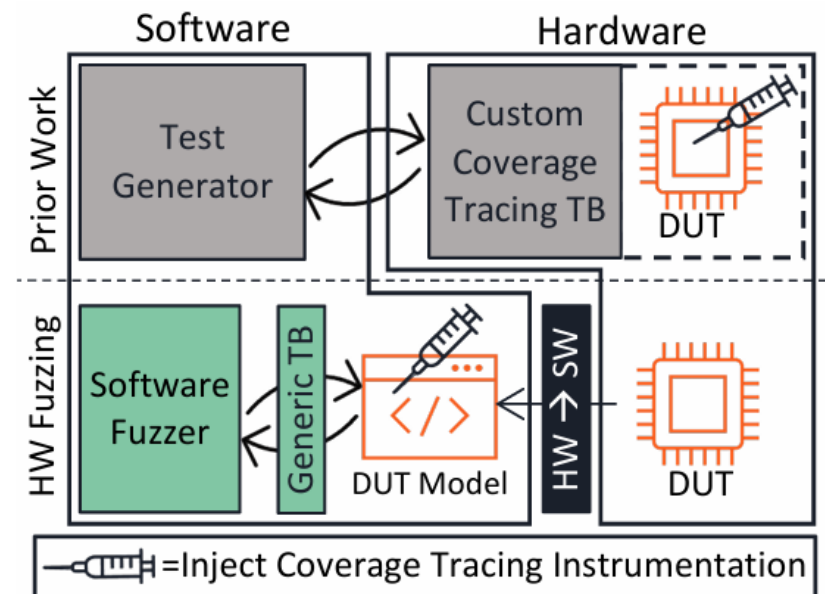 Software
Hardware
Prior Work
Test
Generator
Custom
Coverage
Tracing TB
DUT
HW Fuzzing
Software
Fuzzer
Generic TB
</>
DUT Model
HW → SW
DUT
=Inject Coverage Tracing Instrumentation